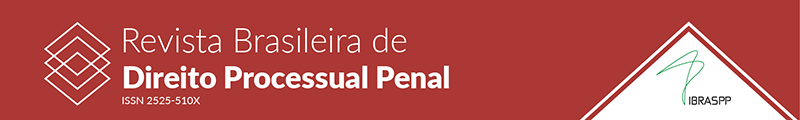 Revista Brasileira de
Direito Processual Penal
ISSN 2525-510X
IBRASPP